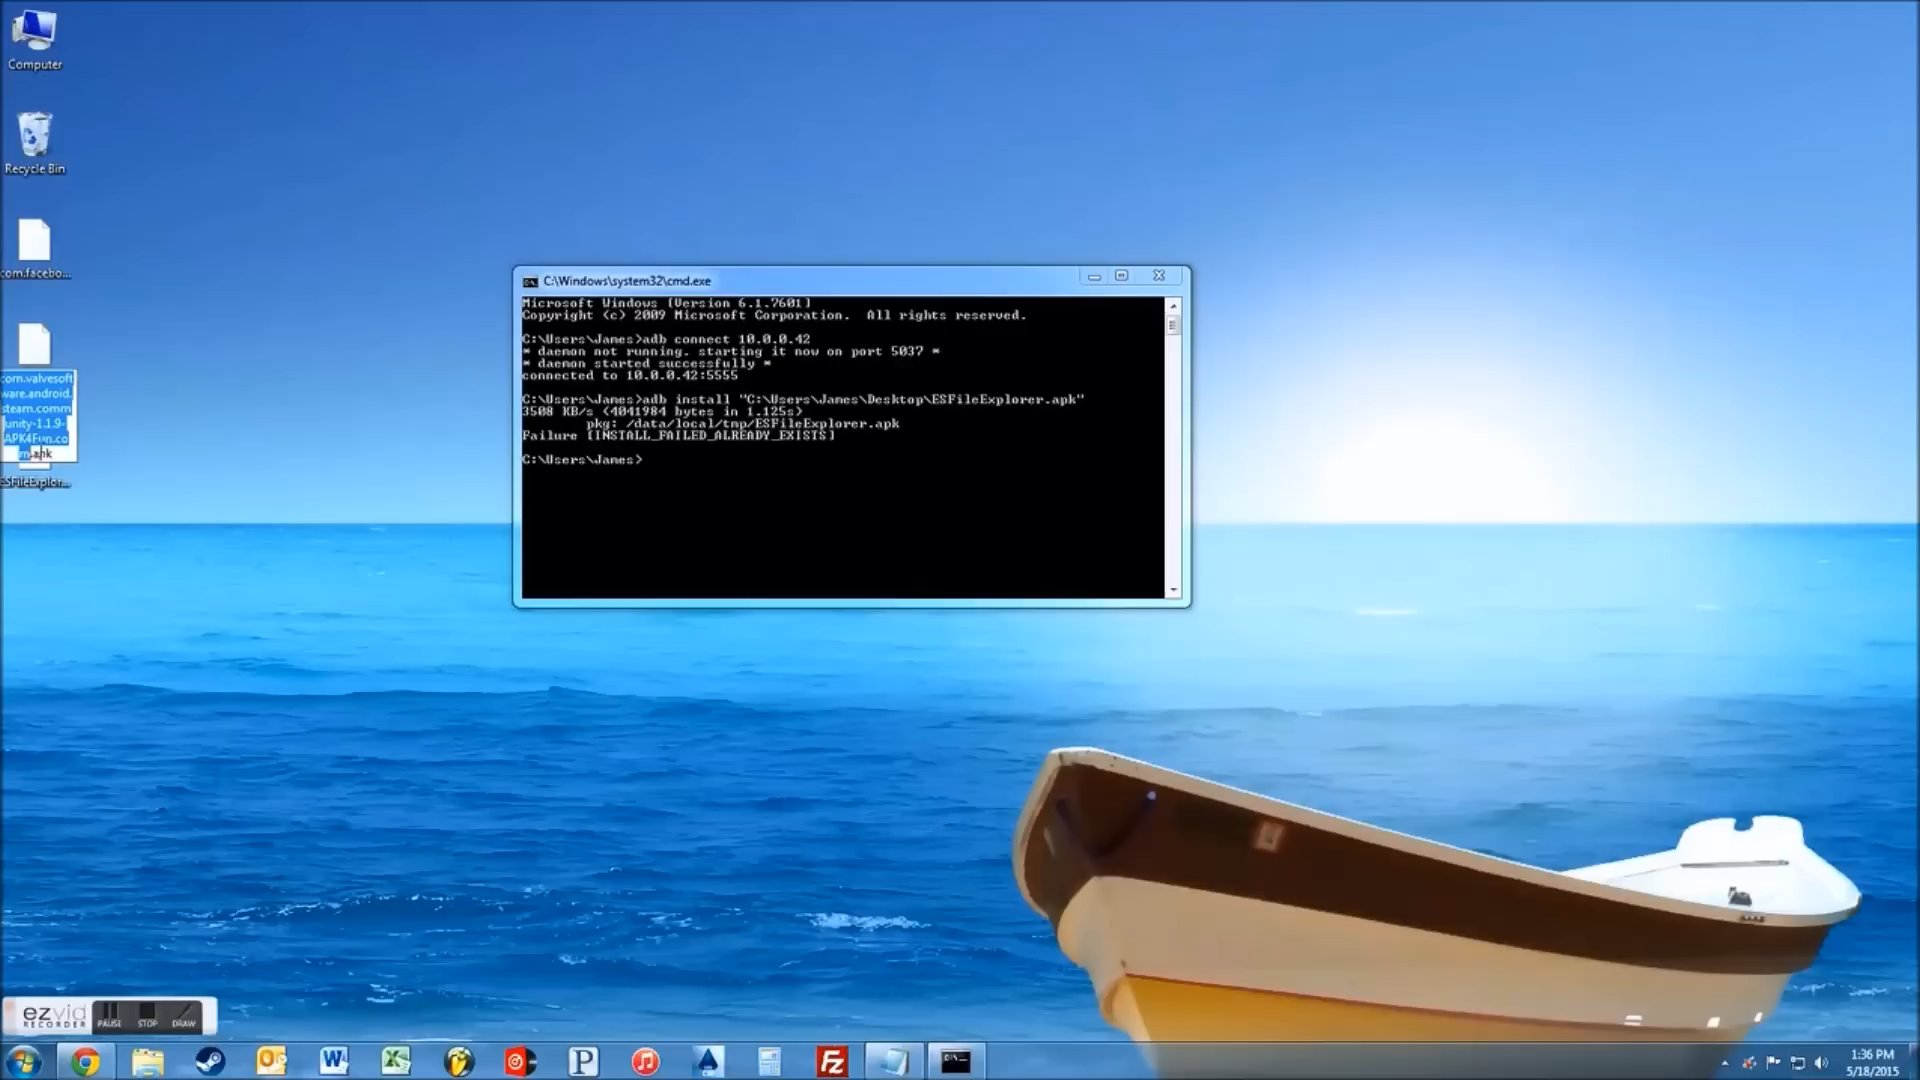 Computer
Recycle Bin
com.facebo...
com.valvesoft
ware.android.
steam.comm
unity-1.1.9-
APK4Fun.co
m.apk
ESFileExplor...
C:\Windows\system32\cmd.exe
Microsoft Windows [Version 6.1.7601]
Copyright (c) 2009 Microsoft Corporation.  All rights reserved.
C:\Users\James>adb connect 10.0.0.42
* daemon not running. starting it now on port 5037 *
* daemon started successfully *
connected to 10.0.0.42:5555
C:\Users\James>adb install "C:\Users\James\Desktop\ESFileExplorer.apk"
3508 KB/s (4041984 bytes in 1.125s)
pkg: /data/local/tmp/ESFileExplorer.apk
Failure [INSTALL_FAILED_ALREADY_EXISTS]
C:\Users\James>
ezvid
RECORDER
PAUSE
STOP
DRAW
1:36 PM
5/18/2015